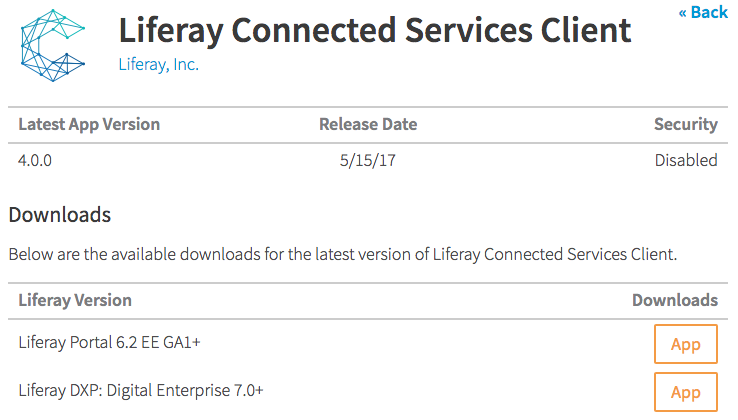 Liferay Connected Services Client
« Back
Liferay, Inc.
Latest App Version Release Date Security
4.0.0 5/15/17 Disabled
Downloads
Below are the available downloads for the latest version of Liferay Connected Services Client.
Liferay Version Downloads
Liferay Portal 6.2 EE GA1+ App
Liferay DXP: Digital Enterprise 7.0+ App